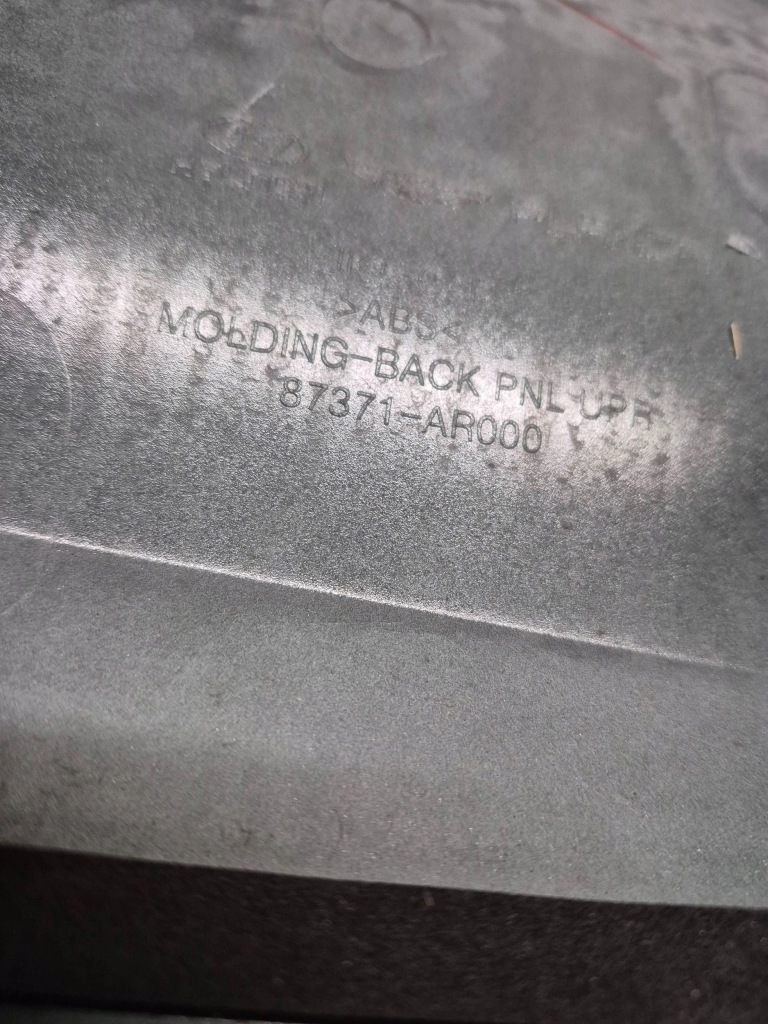 >ABS<
MOLDING-BACK PNL UPR
87371-AR000